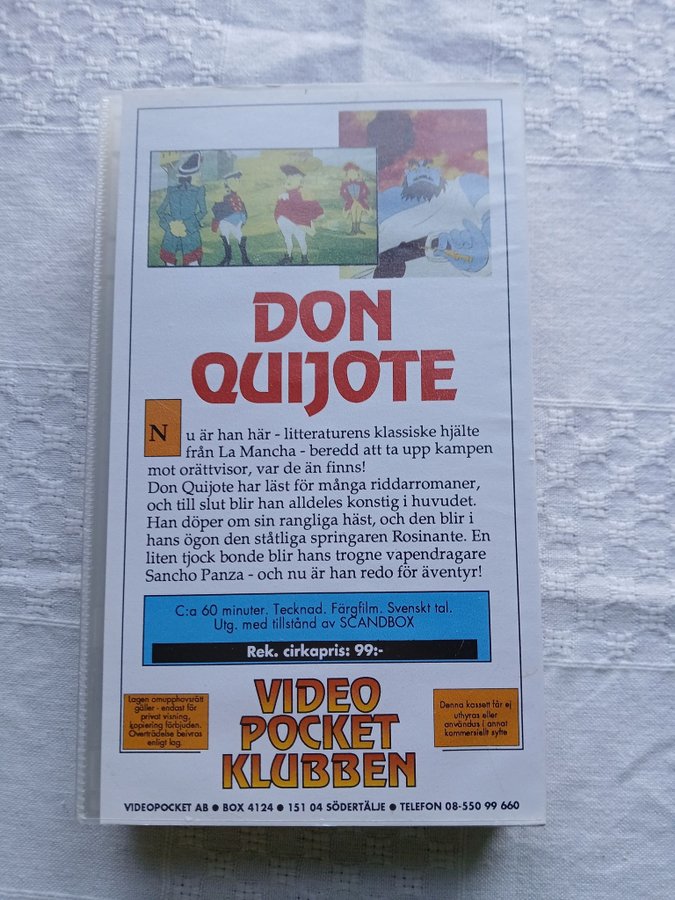 DON
QUIJOTE
Nu är han här - litteraturens klassiske hjälte
från La Mancha - beredd att ta upp kampen
mot orättvisor, var de än finns!
Don Quijote har läst för många riddarromaner,
och till slut blir han alldeles konstig i huvudet.
Han döper om sin rangliga häst, och den blir i
hans ögon den ståtliga springaren Rosinante. En
liten tjock bonde blir hans trogne vapendragare
Sancho Panza - och nu är han redo för äventyr!
C:a 60 minuter. Tecknad. Färgfilm. Svenskt tal.
Utg. med tillstånd av SCANDBOX
Rek. cirkapris: 99:-
Lagen omupphovsrätt
gäller - endast för
privat visning,
kopiering förbjuden.
Overträdelse beivras
enligt lag.
VIDEO
POCKET
KLUBBEN
Denna kassett får ej
uthyras eller
användas i annat
kommersiellt syfte
VIDEOPOCKET AB ● BOX 4124 ● 151 04 SÖDERTÄLJE ● TELEFON 08-550 99 660